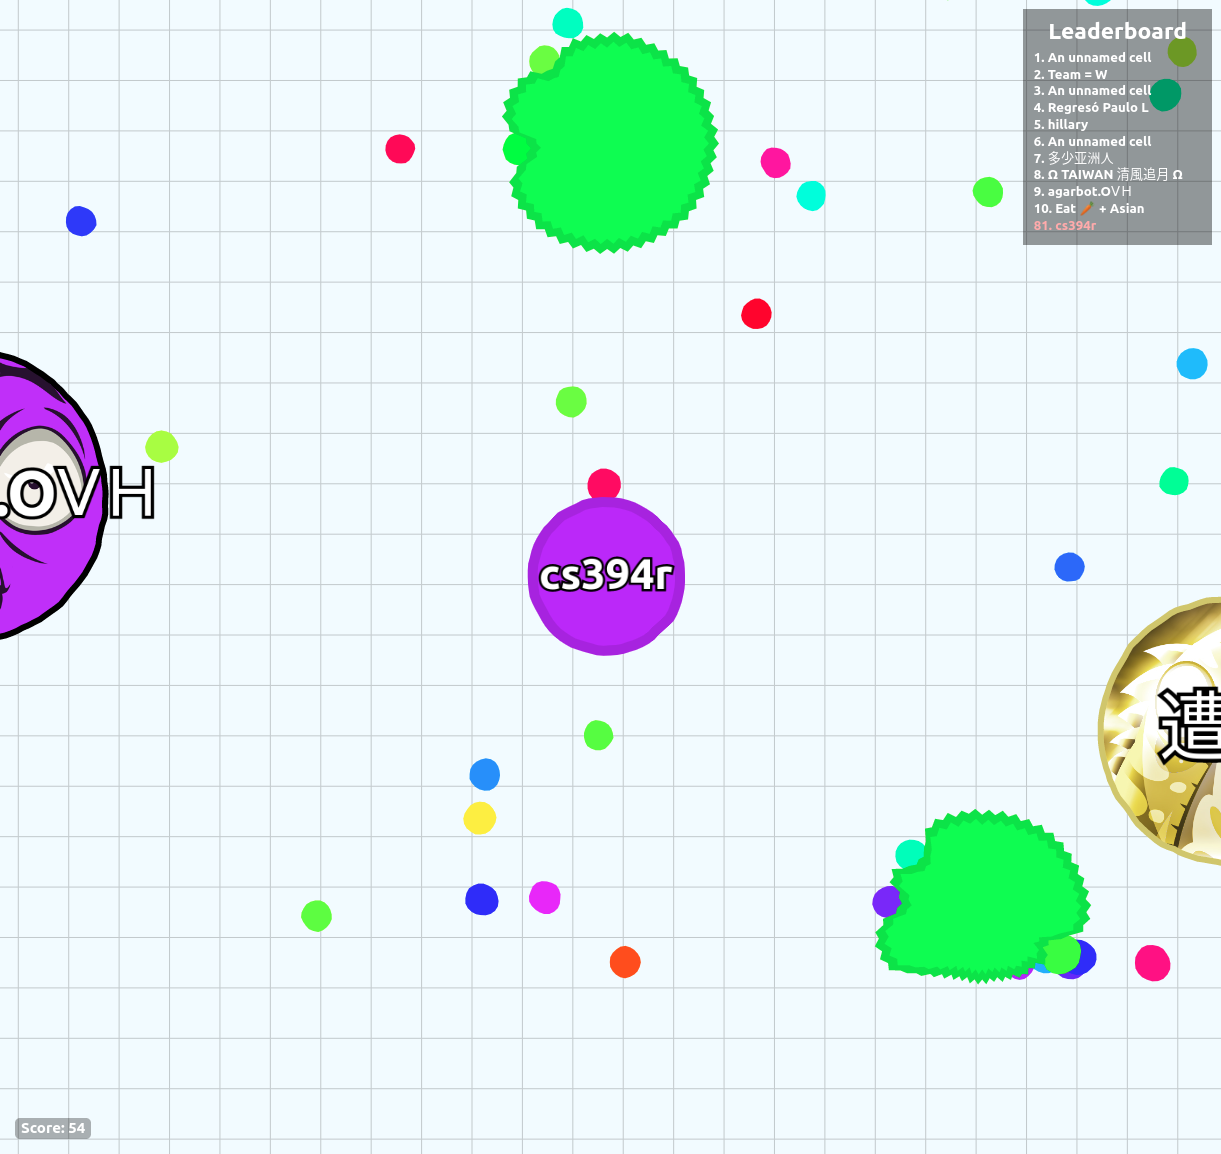 Leaderboard
1. An unnamed cell
2. Team = W
3. An unnamed cell
4. Regresó Paulo L
5. hillary
6. An unnamed cell
7. 多少亚洲人
8. Ω TAIWAN 清風追月 Ω
9. agarbot.OVH
10. Eat 🥕 + Asian
81. cs394r
.OVH
cs394r
遭
Score: 54